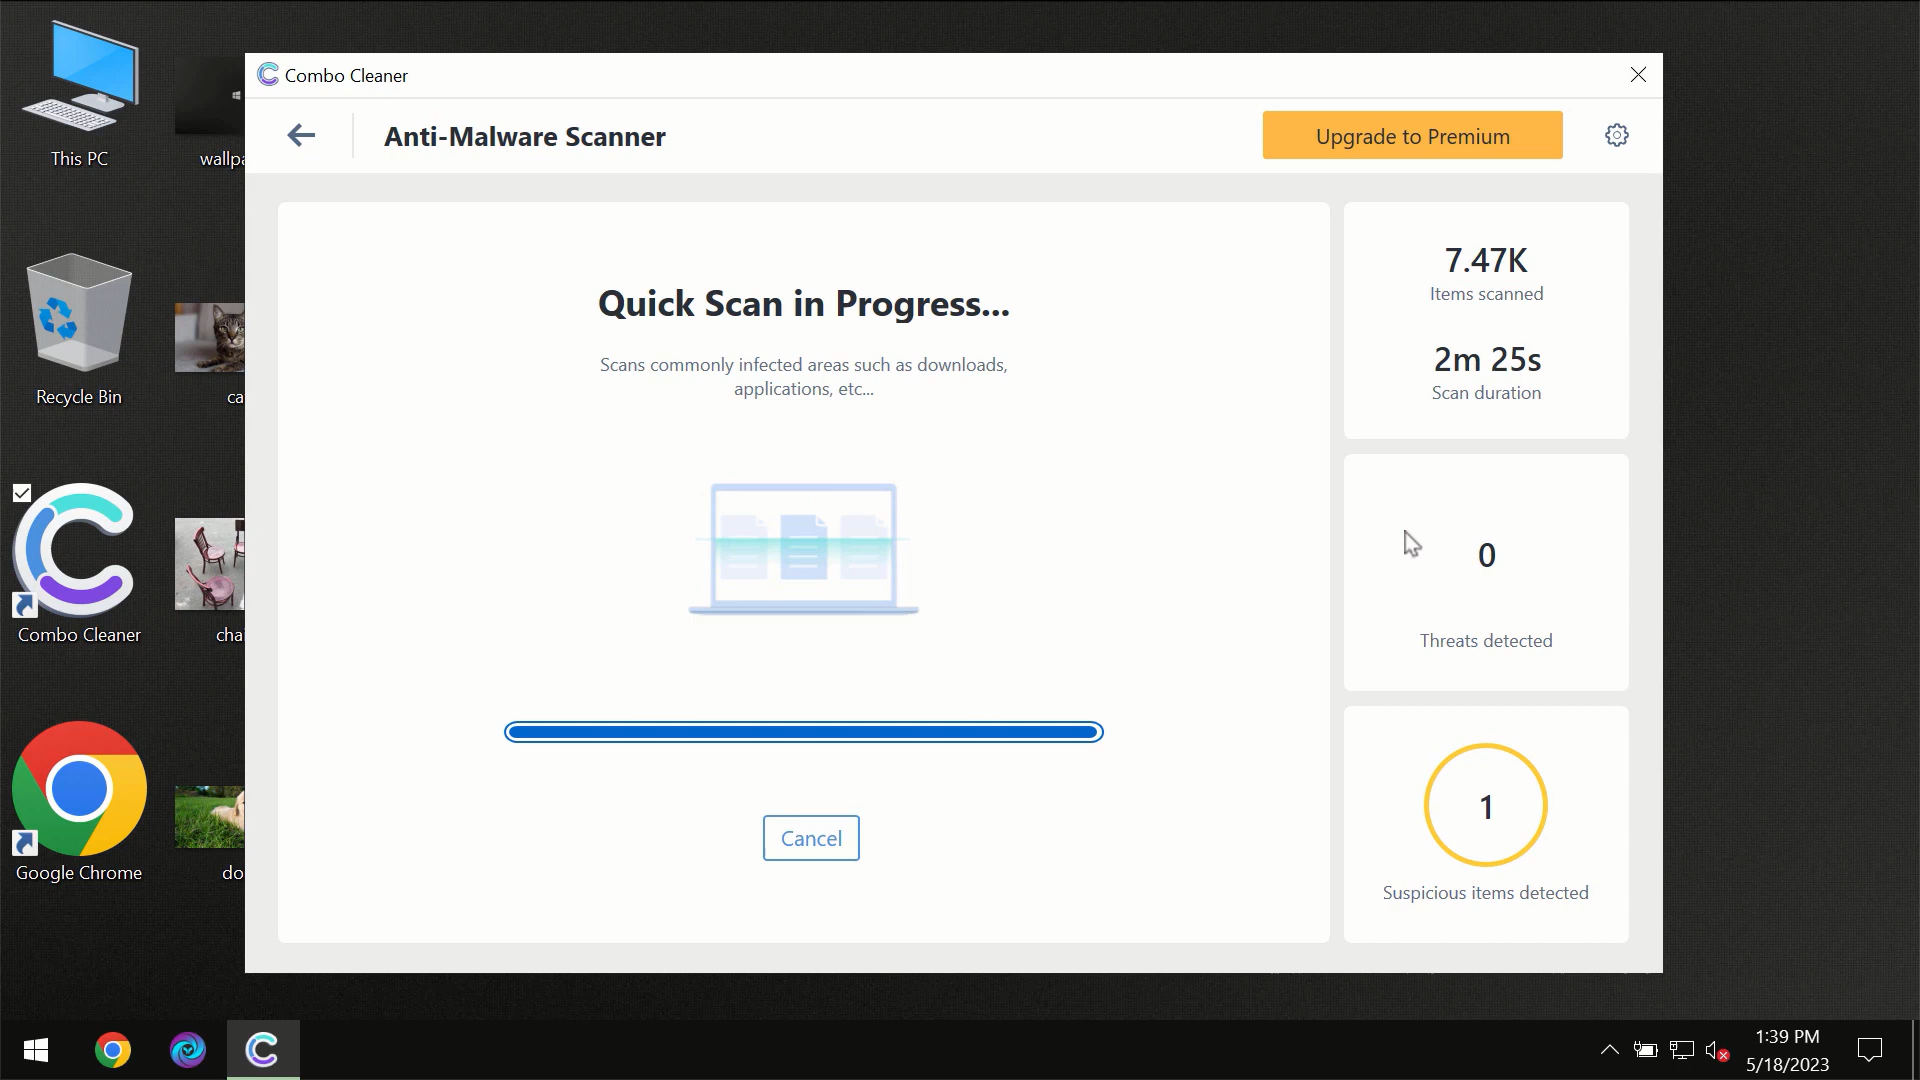 Combo Cleaner
Anti-Malware Scanner
Upgrade to Premium
Quick Scan in Progress...
Scans commonly infected areas such as downloads,
applications, etc...
Cancel
7.47K
Items scanned
2m 25s
Scan duration
0
Threats detected
1
Suspicious items detected
This PC
wallpa
Recycle Bin
ca
Combo Cleaner
chai
Google Chrome
do
1:39 PM
5/18/2023